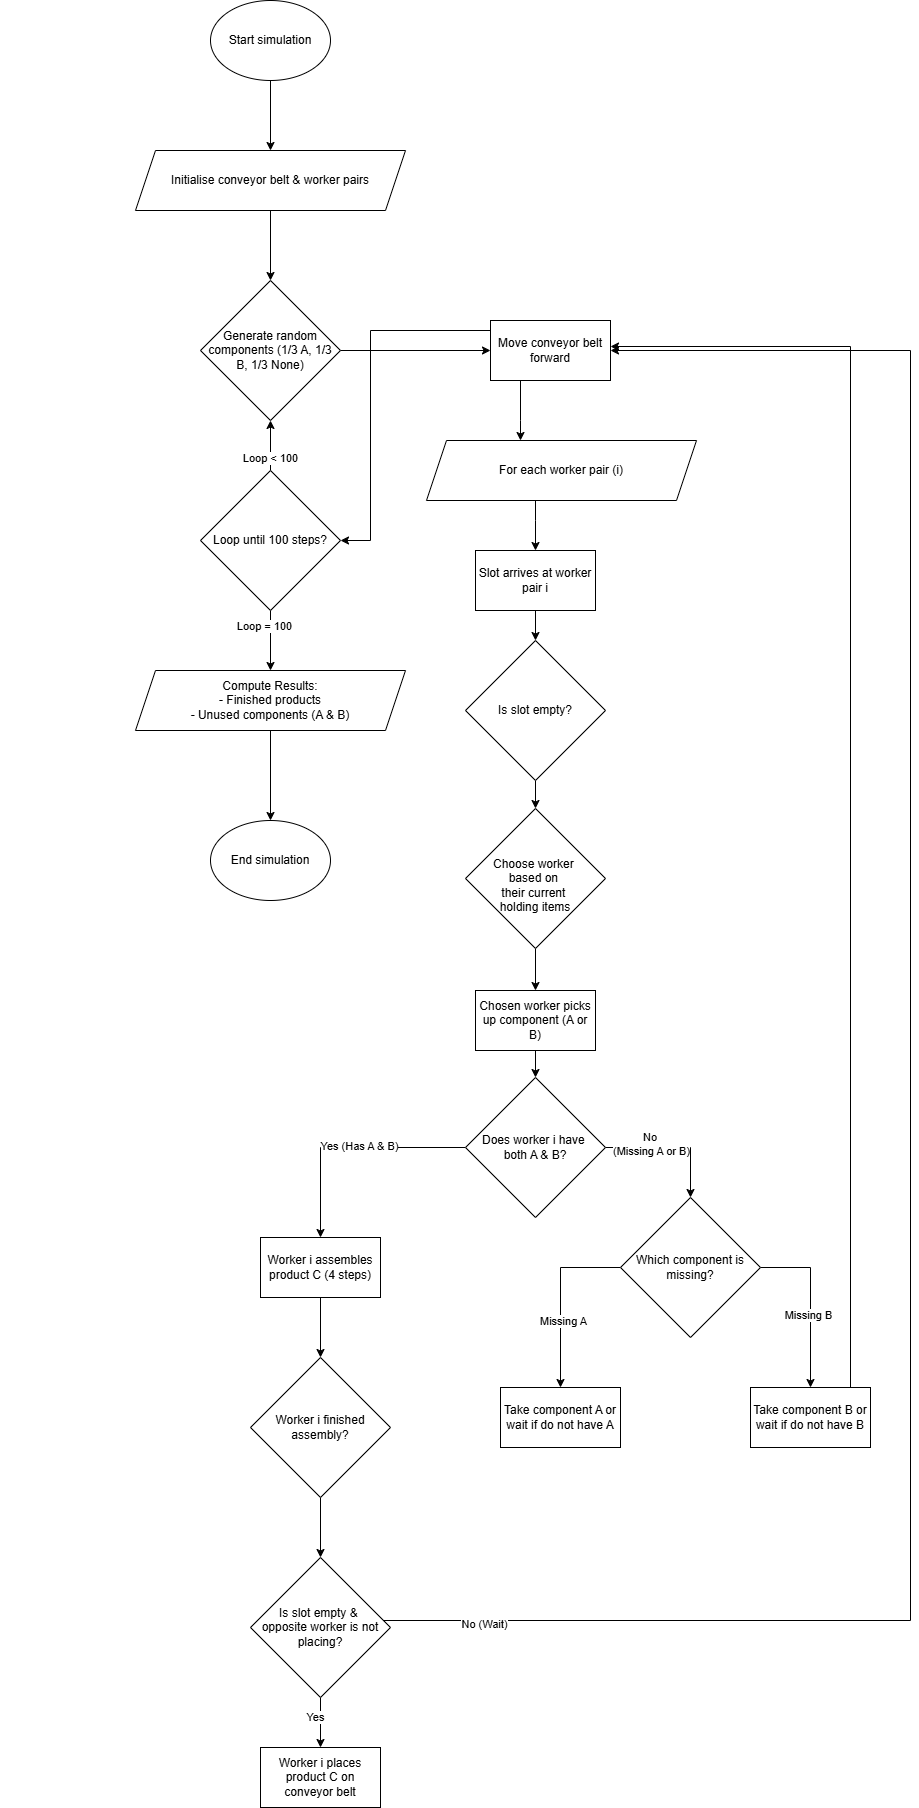 Start simulation
Initialise conveyor belt & worker pairs
Generate random
components (1/3 A, 1/3
B, 1/3 None)
Move conveyor belt
forward
Loop < 100
For each worker pair (i)
Loop until 100 steps?
Slot arrives at worker
pair i
Loop = 100
Compute Results:
- Finished products
- Unused components (A & B)
Is slot empty?
End simulation
Choose worker
based on
their current
holding items
Chosen worker picks
up component (A or
B)
Does worker i have
both A & B?
Yes (Has A & B)
No
(Missing A or B)
Worker i assembles
product C (4 steps)
Which component is
missing?
Missing A
Missing B
Take component A or
wait if do not have A
Take component B or
wait if do not have B
Worker i finished
assembly?
Is slot empty &
opposite worker is not
placing?
No (Wait)
Yes
Worker i places
product C on
conveyor belt